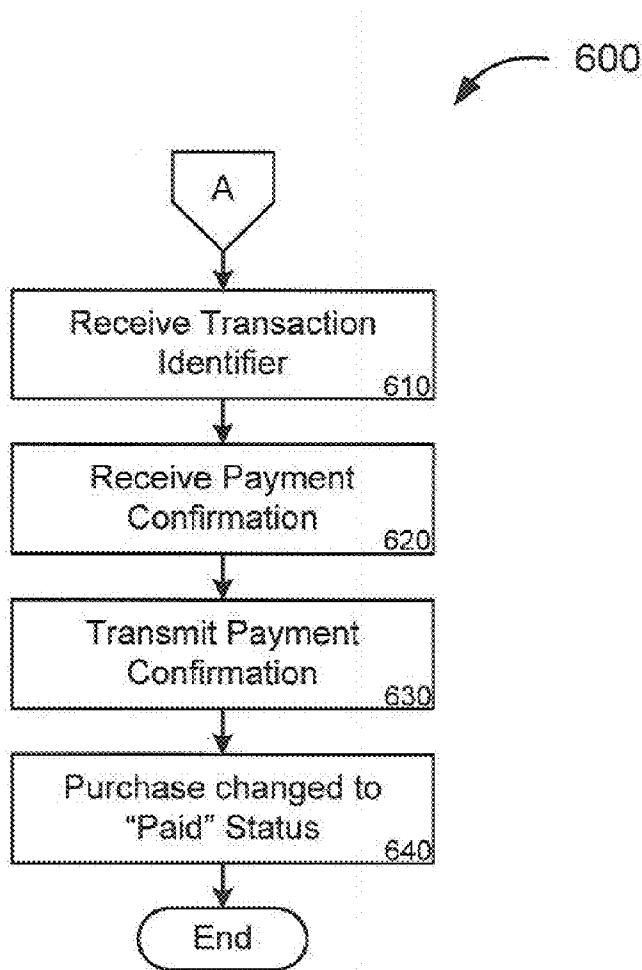 600
A
Receive Transaction
Identifier
610
Receive Payment
Confirmation
620
Transmit Payment
Confirmation
630
Purchase changed to
“Paid” Status
640
End